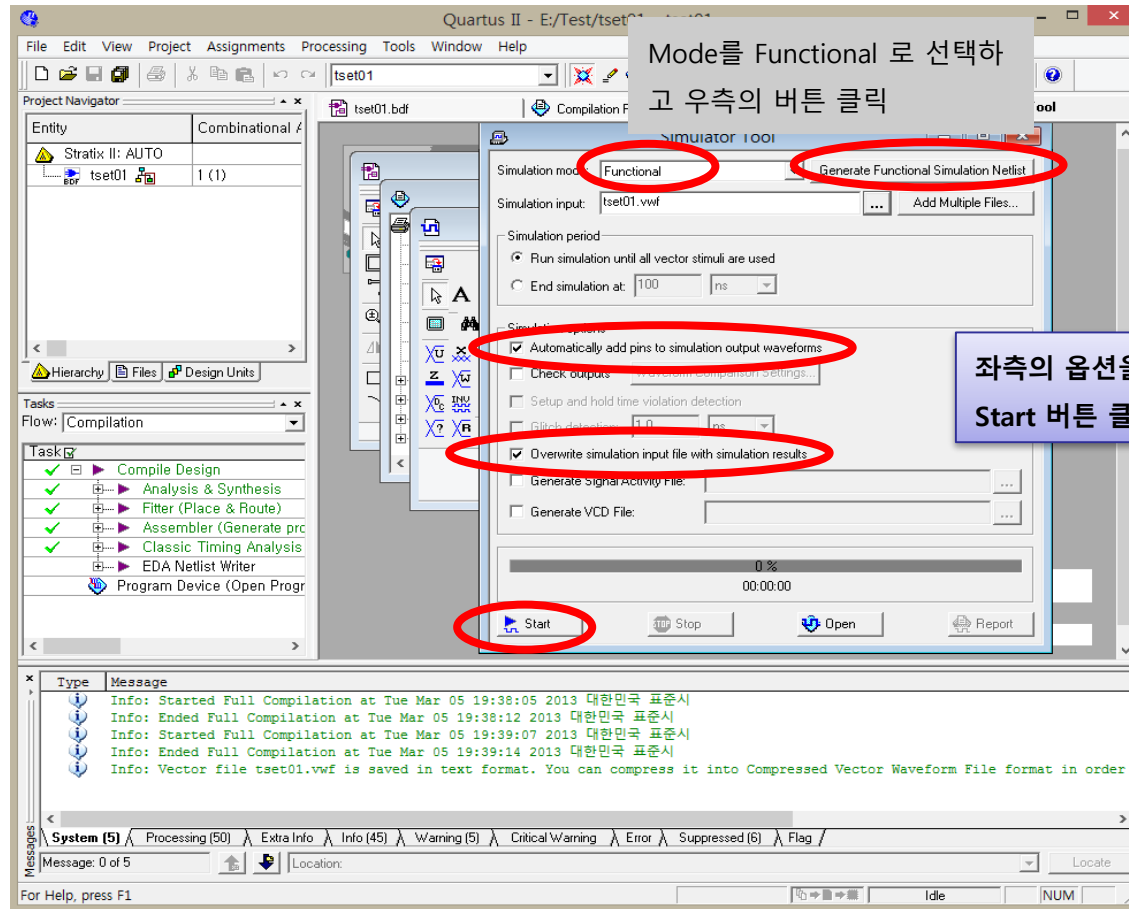 Quartus II - E:/Test/tset01 - tset01
File Edit View Project Assignments Processing Tools Window Help
Mode를 Functional 로 선택하
고 우측의 버튼 클릭
tset01
Project Navigator
Entity
Combinational A
Stratix II: AUTO
tset01
1 (1)
Hierarchy
Files
Design Units
tset01.bdf
Compilation
Simulator Tool
Simulation mode:
Functional
Generate Functional Simulation Netlist
Simulation input:
tset01.vwf
...
Add Multiple Files...
Simulation period
Run simulation until all vector stimuli are used
End simulation at:
100
ns
Simulation options
Automatically add pins to simulation output waveforms
Check outputs
Waveform Comparison Settings...
Setup and hold time violation detection
Glitch detection:
1.0
ns
Overwrite simulation input file with simulation results
Generate Signal Activity File:
...
Generate VCD File:
...
0 %
00:00:00
Start
Stop
Open
Report
좌측의 옵션을
Start 버튼
Tasks
Flow:
Compilation
Task
Compile Design
Analysis & Synthesis
Fitter (Place & Route)
Assembler (Generate pro
Classic Timing Analysis
EDA Netlist Writer
Program Device (Open Progr
Type
Message
Info: Started Full Compilation at Tue Mar 05 19:38:05 2013 대한민국 표준시
Info: Ended Full Compilation at Tue Mar 05 19:38:12 2013 대한민국 표준시
Info: Started Full Compilation at Tue Mar 05 19:39:07 2013 대한민국 표준시
Info: Ended Full Compilation at Tue Mar 05 19:39:14 2013 대한민국 표준시
Info: Vector file tset01.vwf is saved in text format. You can compress it into Compressed Vector Waveform File format in order
Messages
System (5)
Processing (50)
Extra Info
Info (45)
Warning (5)
Critical Warning
Error
Suppressed (6)
Flag
Message: 0 of 5
Location:
Locate
For Help, press F1
Idle
NUM